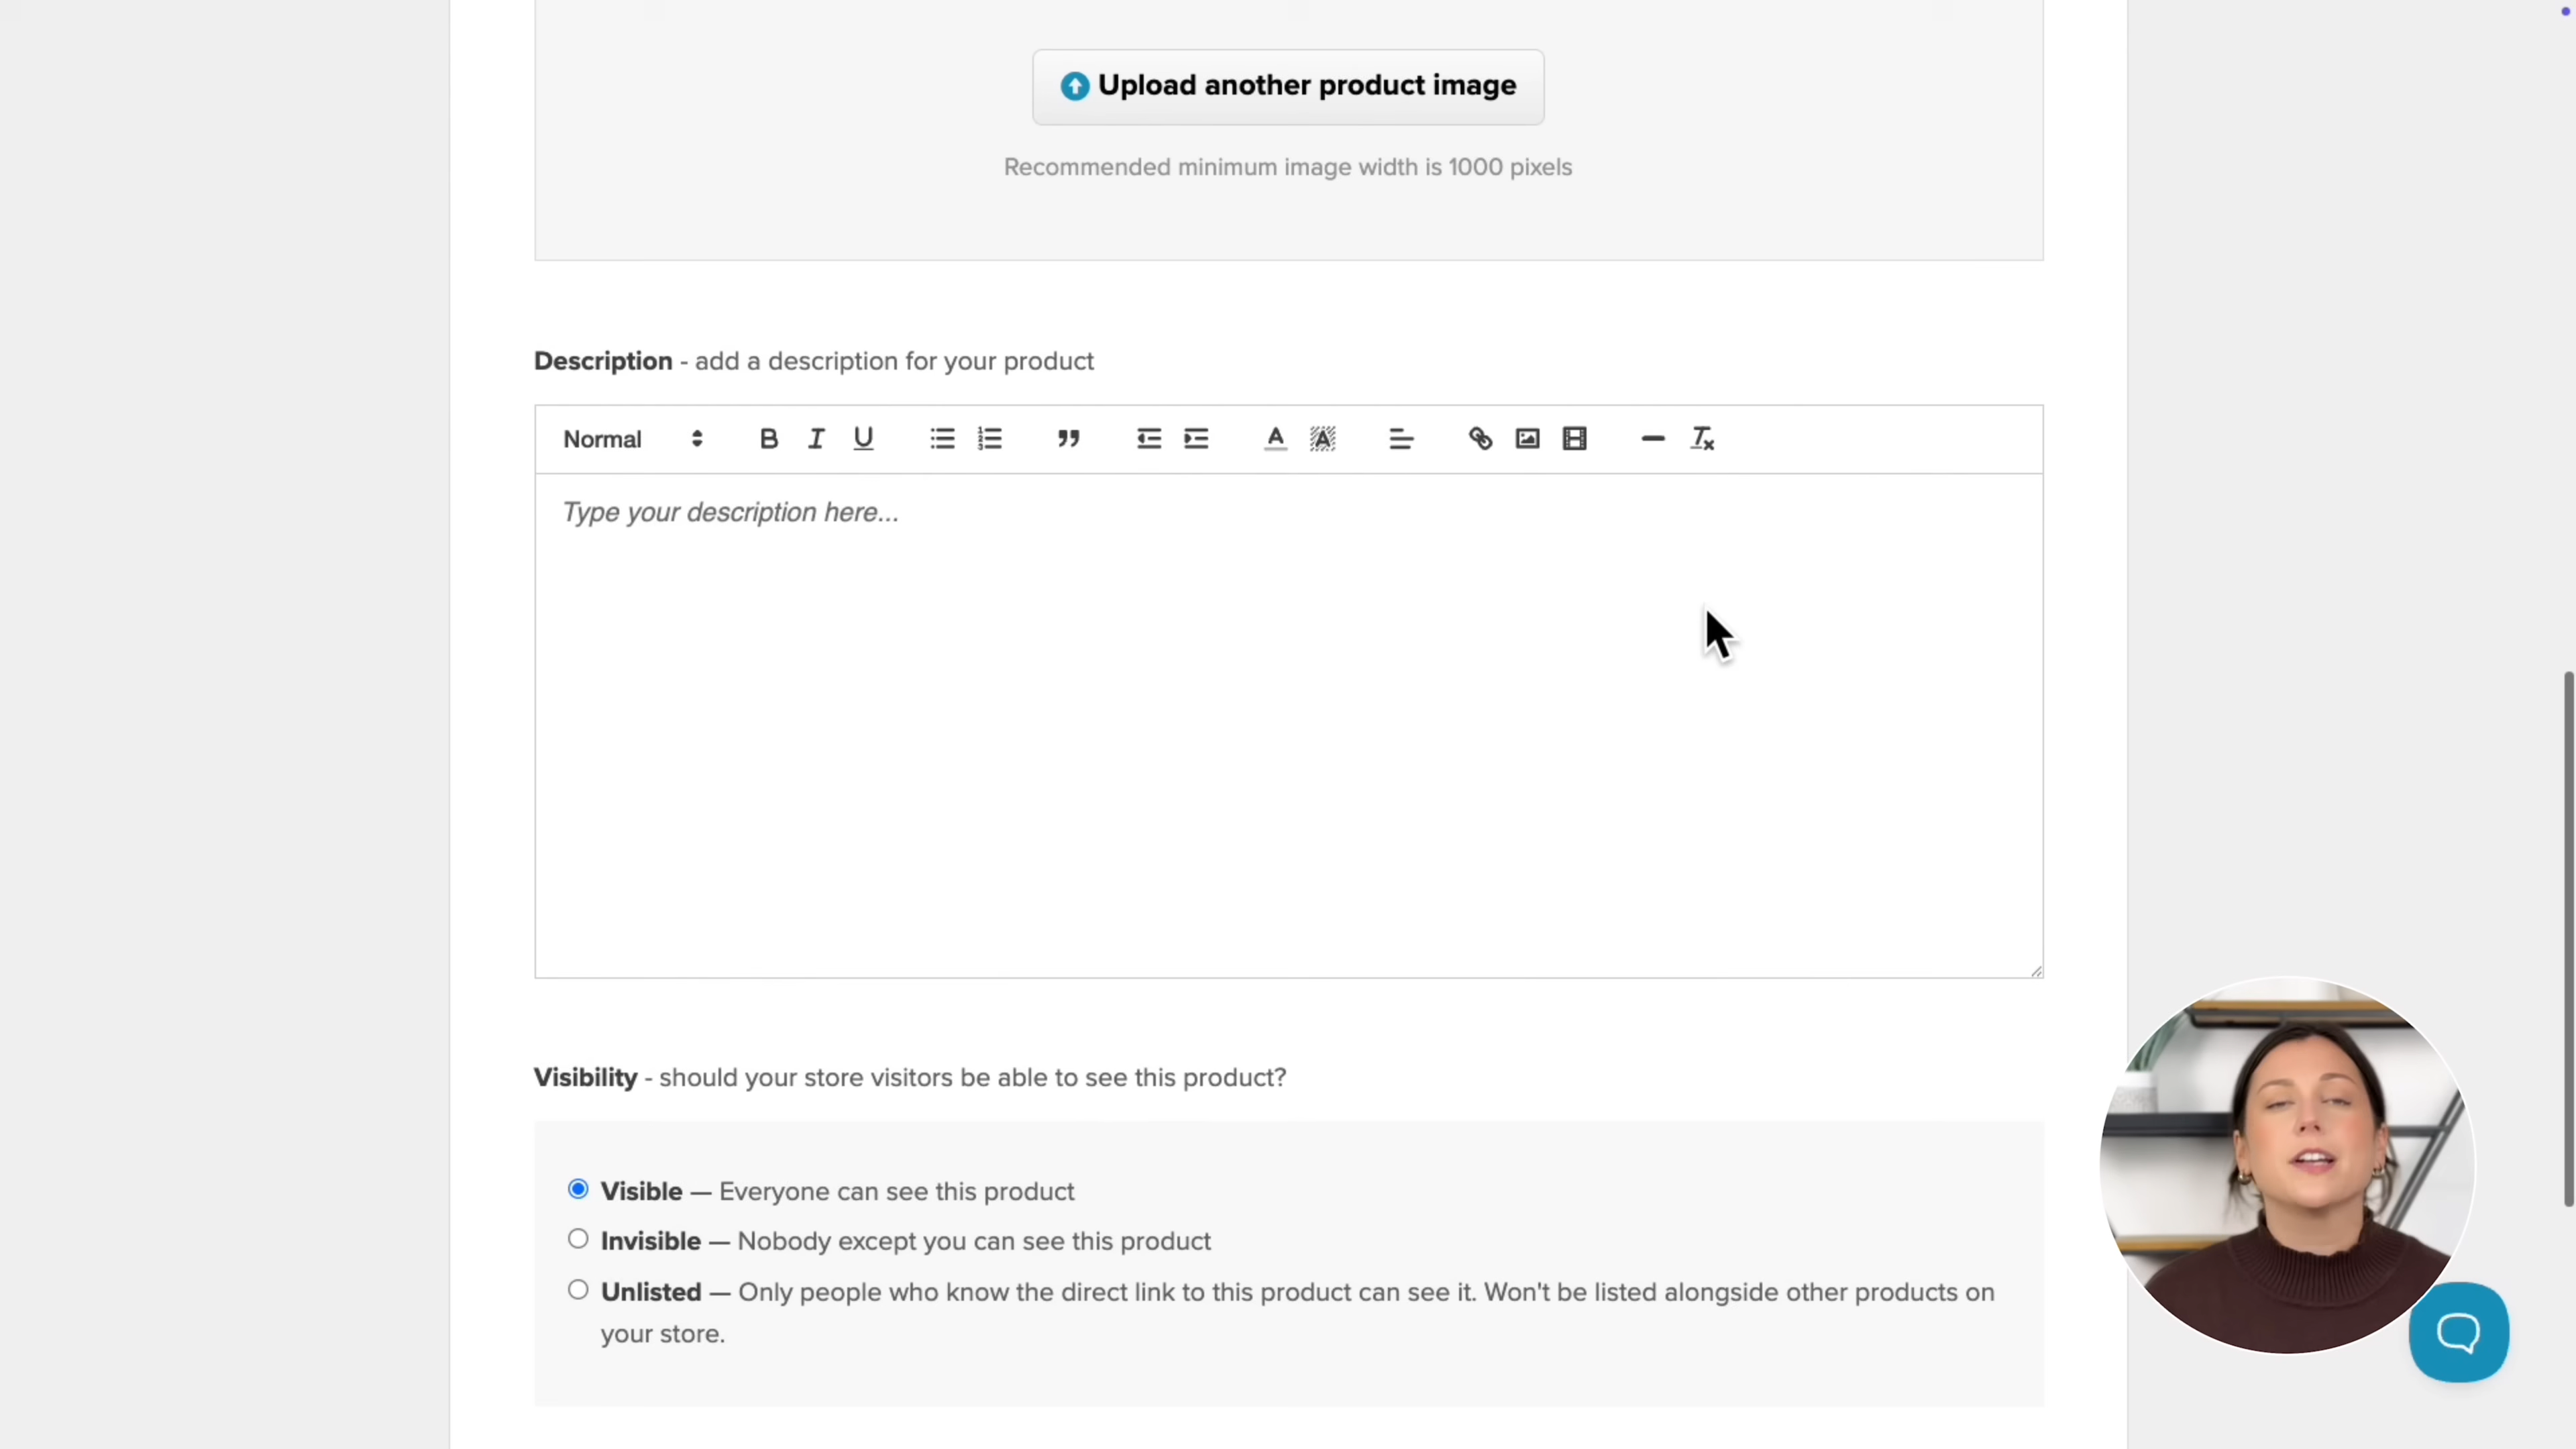 Upload another product image
Recommended minimum image width is 1000 pixels
Description - add a description for your product
Normal
Type your description here...
Visibility - should your store visitors be able to see this product?
Visible — Everyone can see this product
Invisible — Nobody except you can see this product
Unlisted — Only people who know the direct link to this product can see it. Won't be listed alongside other products on
your store.